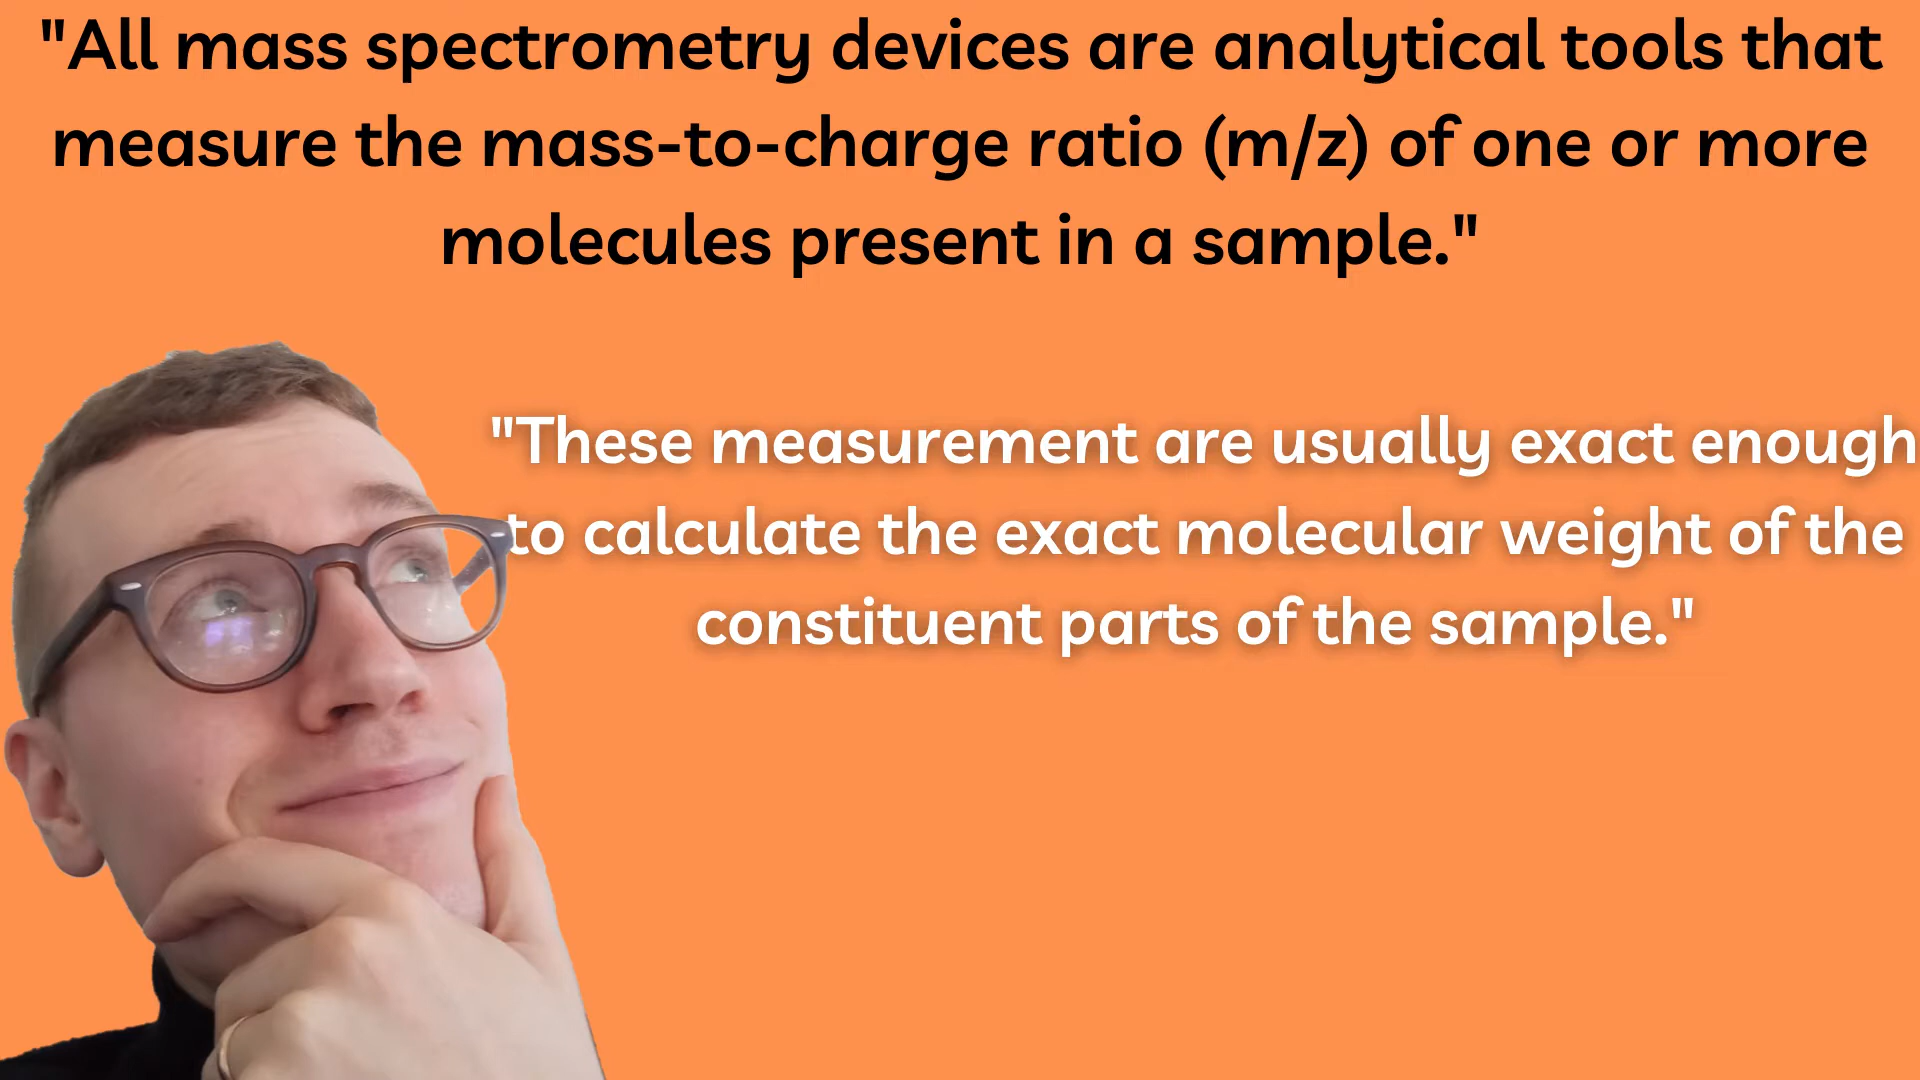 "All mass spectrometry devices are analytical tools that
measure the mass-to-charge ratio (m/z) of one or more
molecules present in a sample."
"These measurement are usually exact enough
to calculate the exact molecular weight of the
constituent parts of the sample."